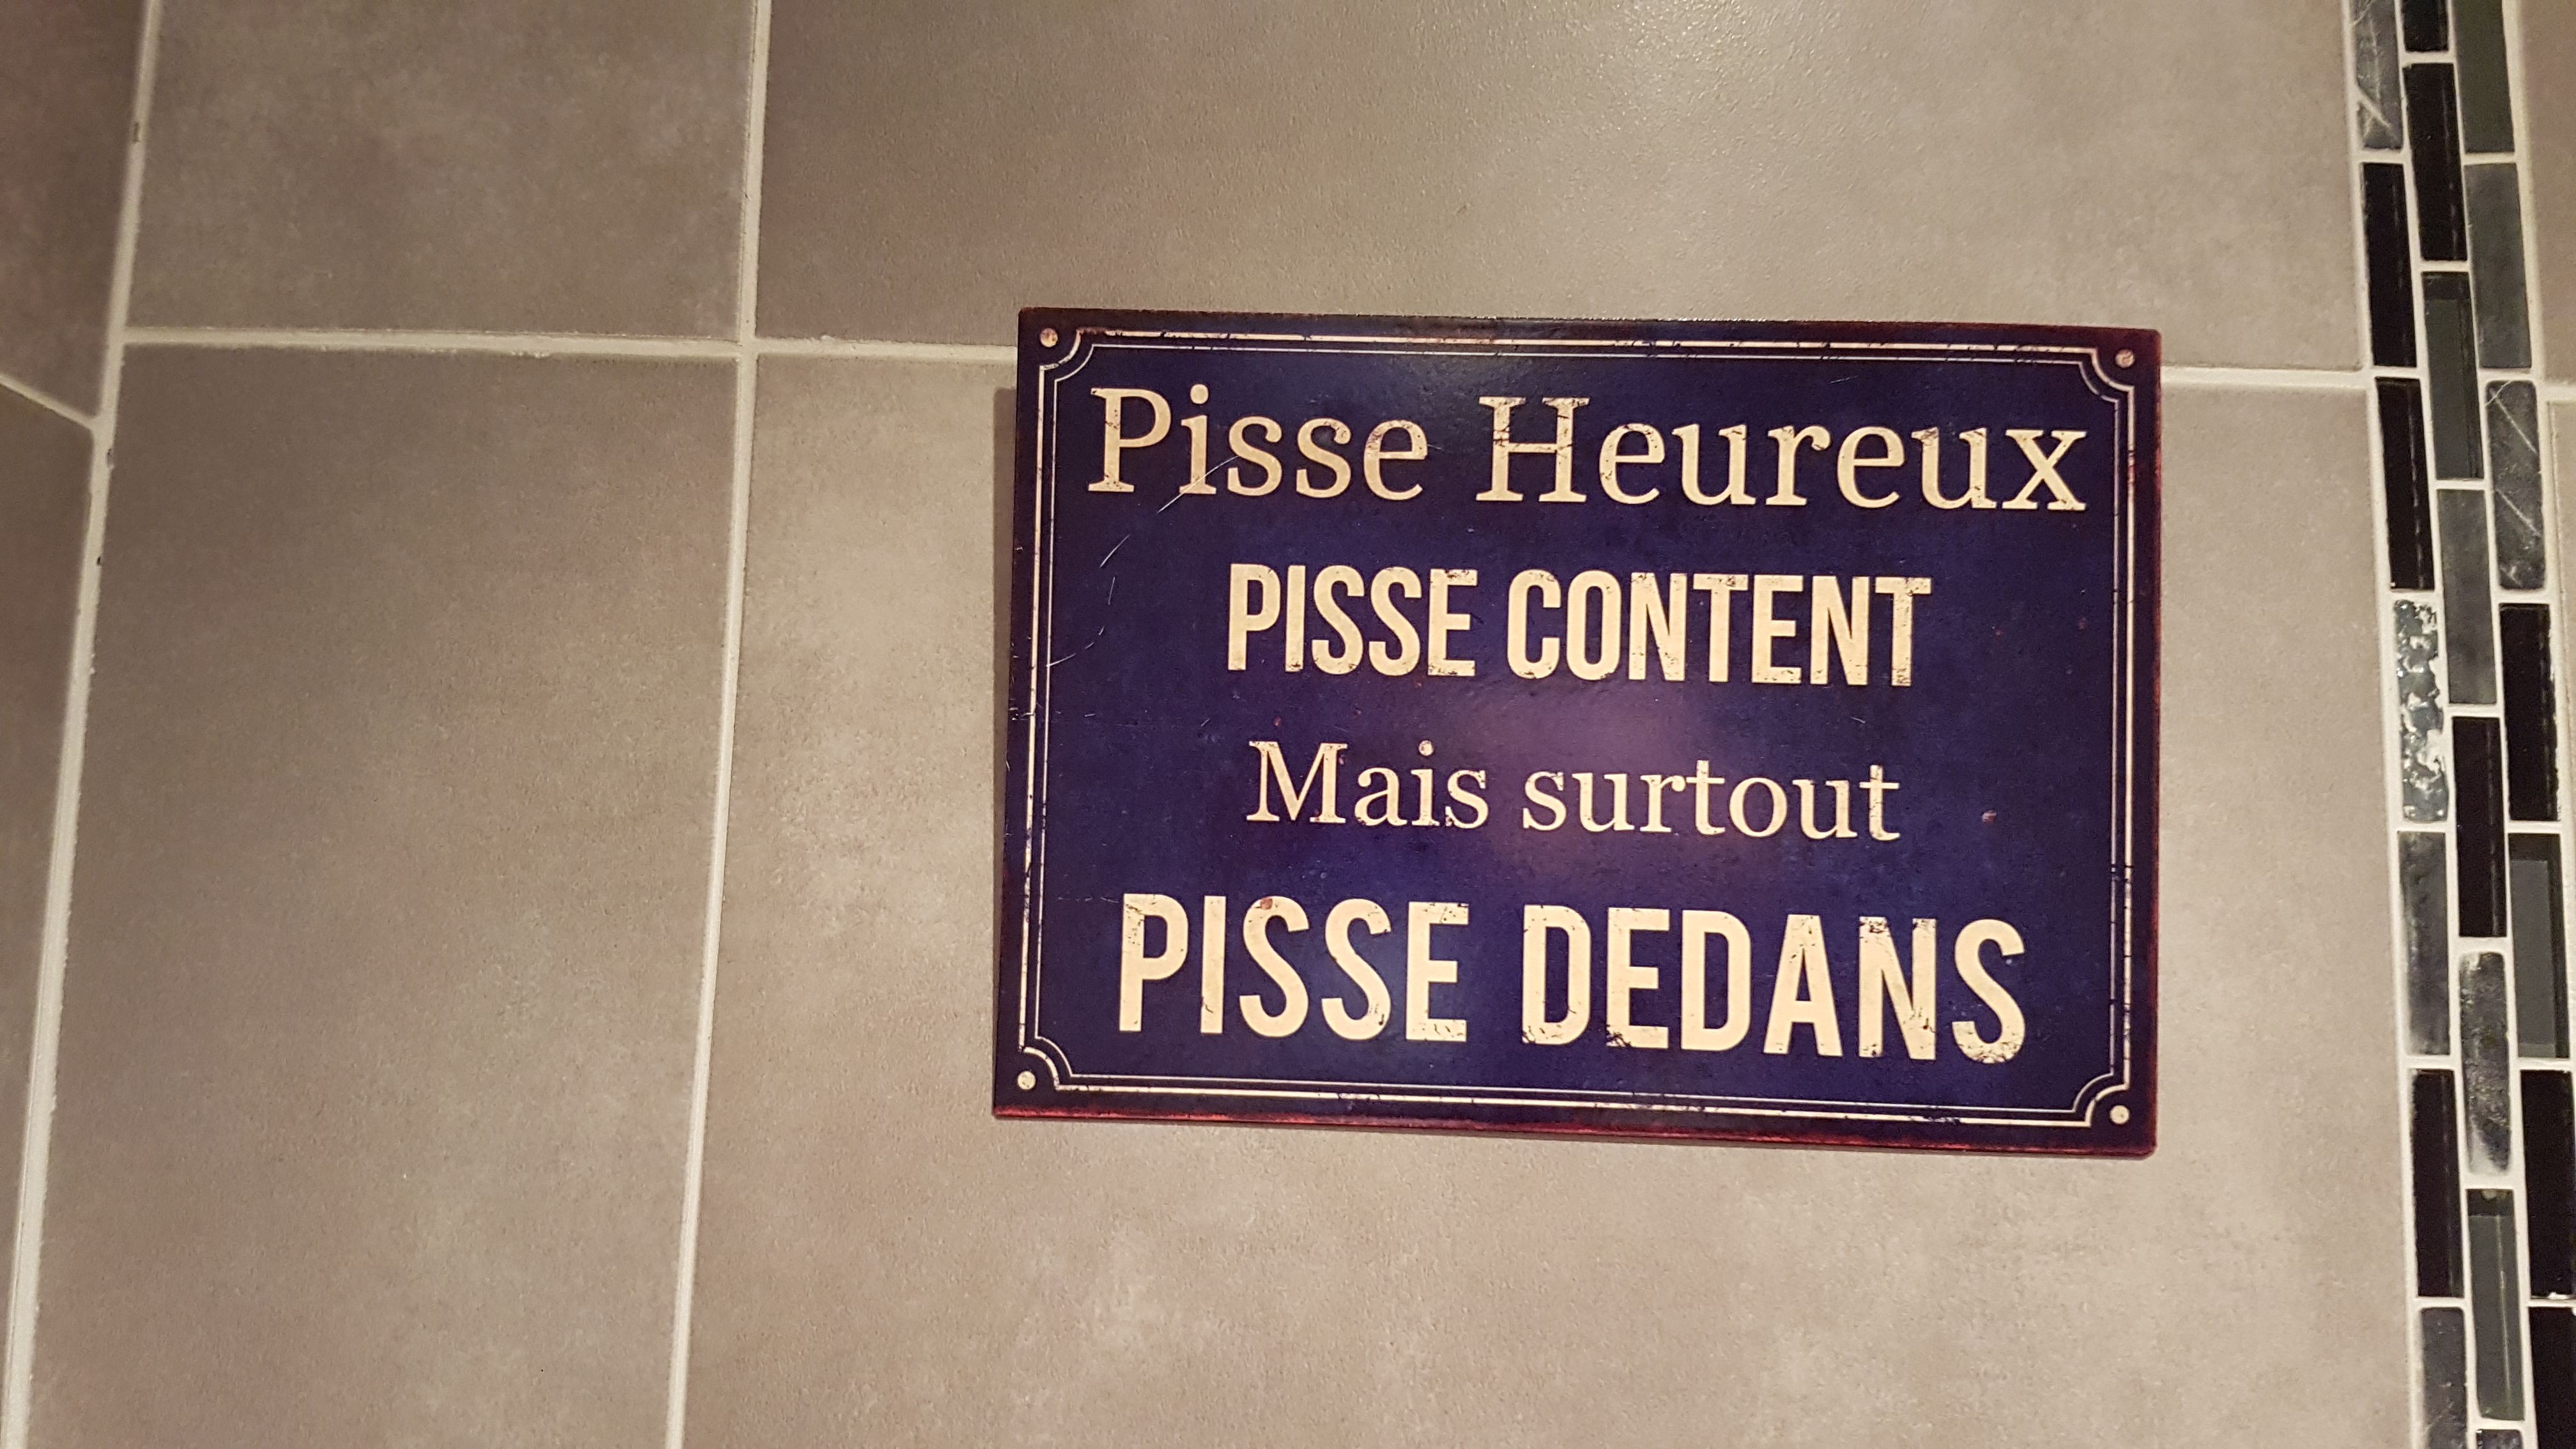 Pisse Heureux
PISSE CONTENT
Mais surtout
PISSE DEDANS